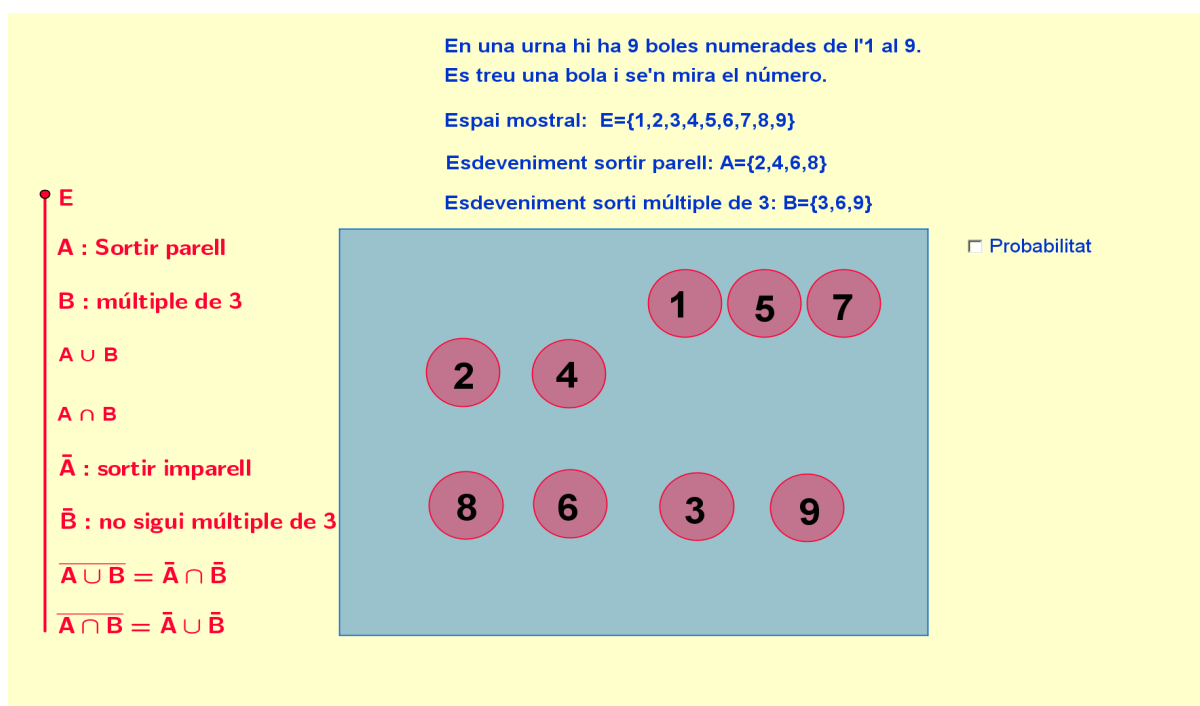 En una urna hi ha 9 boles numerades de l'1 al 9.
Es treu una bola i se'n mira el número.
Espai mostral: E={1,2,3,4,5,6,7,8,9}
Esdeveniment sortir parell: A={2,4,6,8}
Esdeveniment sorti múltiple de 3: B={3,6,9}
E
A : Sortir parell
B : múltiple de 3
A ∪ B
A ∩ B
Ā : sortir imparell
B̄ : no sigui múltiple de 3
A̅ ̅∪̅ ̅B̅ = Ā ∩ B̄
A̅ ̅∩̅ ̅B̅ = Ā ∪ B̄
1 5 7
2 4
8 6 3 9
Probabilitat